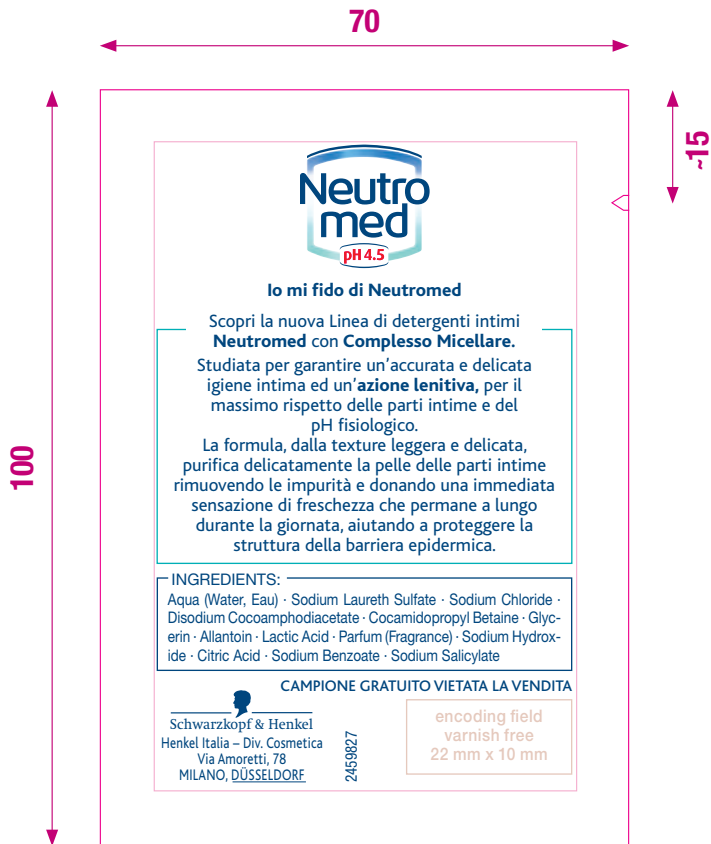 70
~15
100
Neutro
med
pH 4.5
Io mi fido di Neutromed
Scopri la nuova Linea di detergenti intimi
Neutromed con Complesso Micellare.
Studiata per garantire un'accurata e delicata
igiene intima ed un'azione lenitiva, per il
massimo rispetto delle parti intime e del
pH fisiologico.
La formula, dalla texture leggera e delicata,
purifica delicatamente la pelle delle parti intime
rimuovendo le impurità e donando una immediata
sensazione di freschezza che permane a lungo
durante la giornata, aiutando a proteggere la
struttura della barriera epidermica.
INGREDIENTS:
Aqua (Water, Eau) · Sodium Laureth Sulfate · Sodium Chloride ·
Disodium Cocoamphodiacetate · Cocamidopropyl Betaine · Glyc-
erin · Allantoin · Lactic Acid · Parfum (Fragrance) · Sodium Hydrox-
ide · Citric Acid · Sodium Benzoate · Sodium Salicylate
CAMPIONE GRATUITO VIETATA LA VENDITA
Schwarzkopf & Henkel
Henkel Italia – Div. Cosmetica
Via Amoretti, 78
MILANO, DÜSSELDORF
2459827
encoding field
varnish free
22 mm x 10 mm